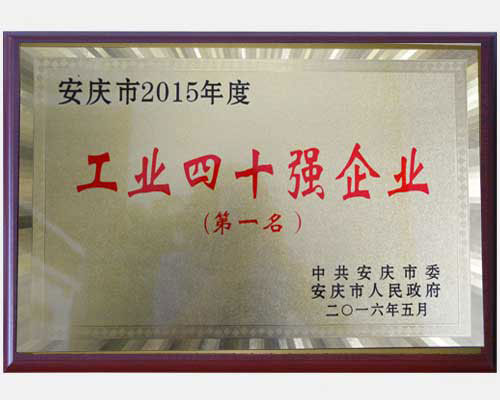 安庆市2015年度
工业四十强企业
(第一名)
中共安庆市委
安庆市人民政府
二〇一六年五月